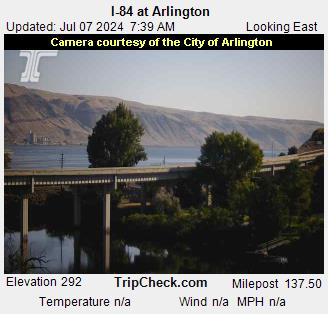 I-84 at Arlington
Updated: Jul 07 2024 7:39 AM Looking East
Camera courtesy of the City of Arlington
Elevation 292 TripCheck.com Milepost 137.50
Temperature n/a Wind n/a MPH n/a